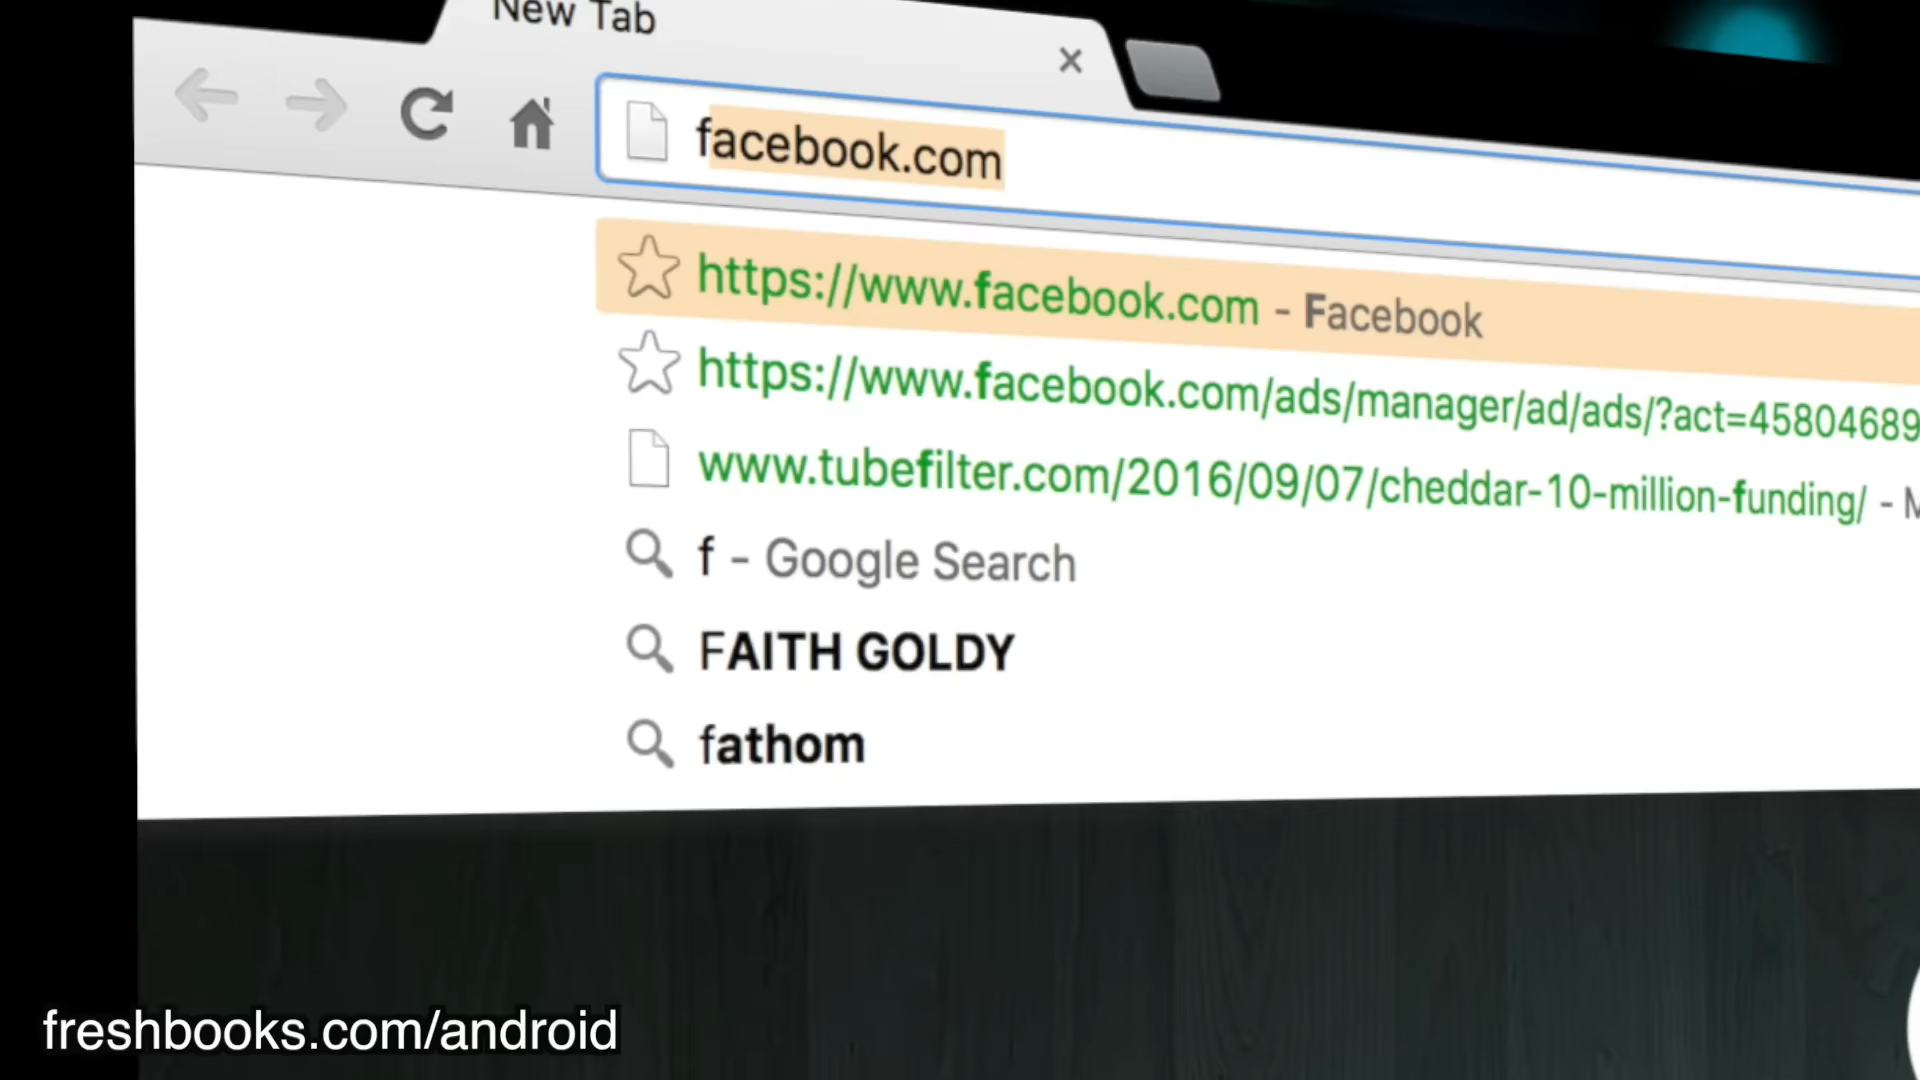 New Tab
facebook.com
https://www.facebook.com - Facebook
https://www.facebook.com/ads/manager/ad/ads/?act=45804689
www.tubefilter.com/2016/09/07/cheddar-10-million-funding/ - M
f - Google Search
FAITH GOLDY
fathom
freshbooks.com/android